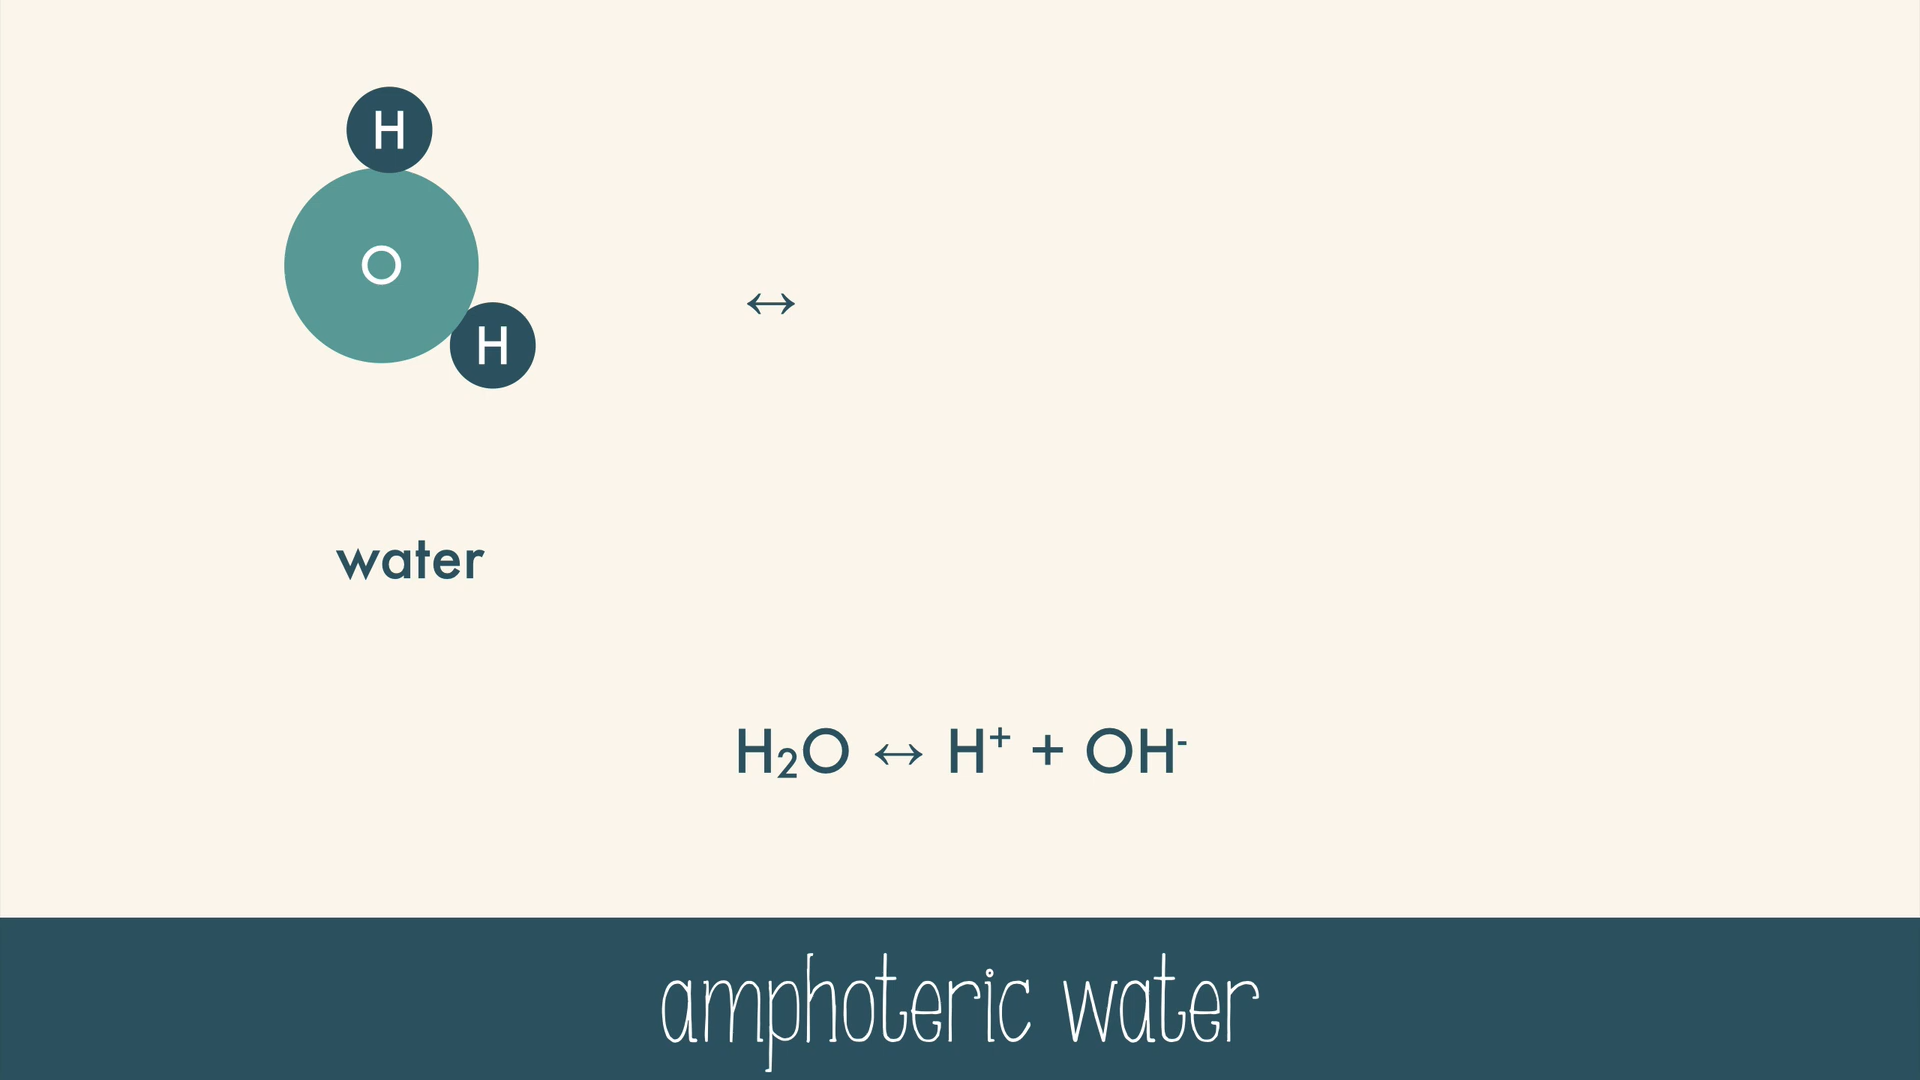 H
O
H
↔
water
H₂O ↔ H⁺ + OH⁻
amphoteric water